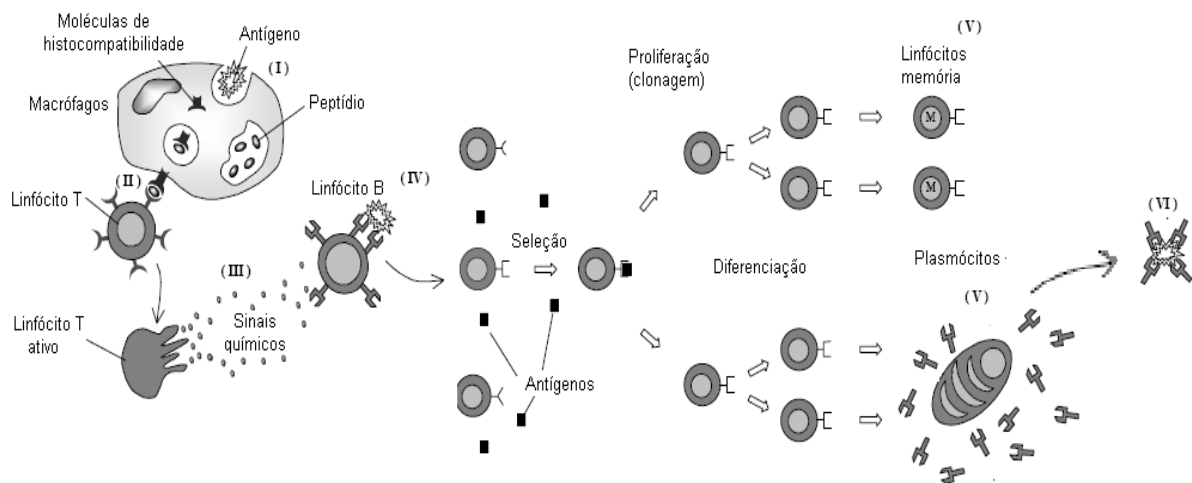 Moléculas de
histocompatibilidade
Antígeno
(I)
Macrófagos
Peptídio
(II)
Linfócito T
(III)
Sinais
químicos
Linfócito T
ativo
Linfócito B
(IV)
Seleção
Antígenos
Proliferação
(clonagem)
(V)
Linfócitos
memória
M
M
Diferenciação
Plasmócitos
(V)
(VI)